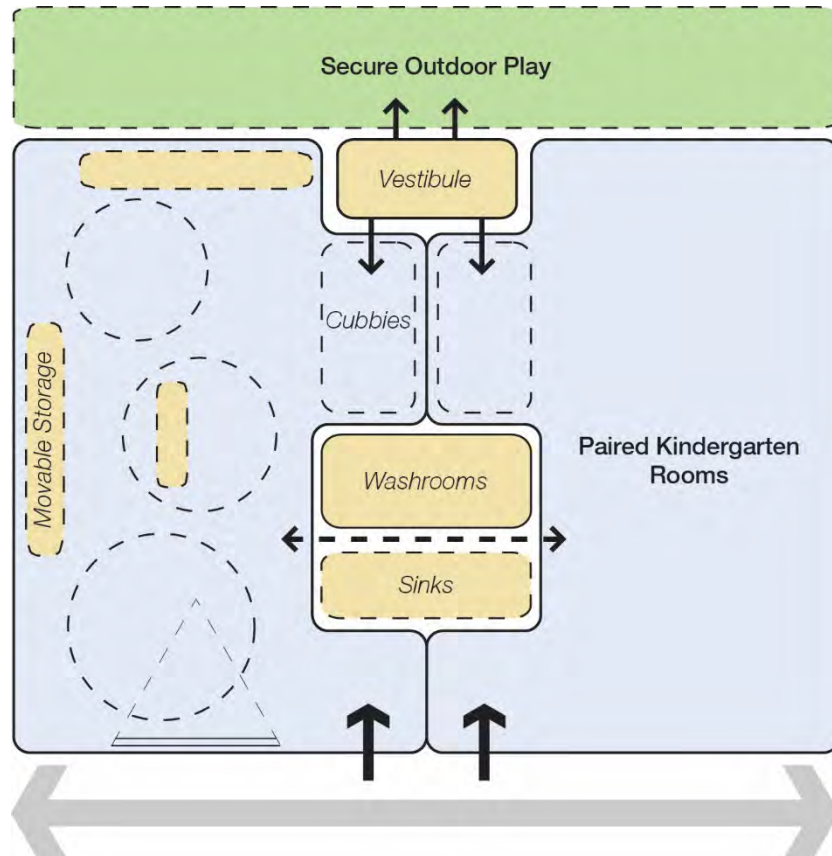 Secure Outdoor Play
Vestibule
Cubbies
Movable Storage
Washrooms
Paired Kindergarten
Rooms
Sinks